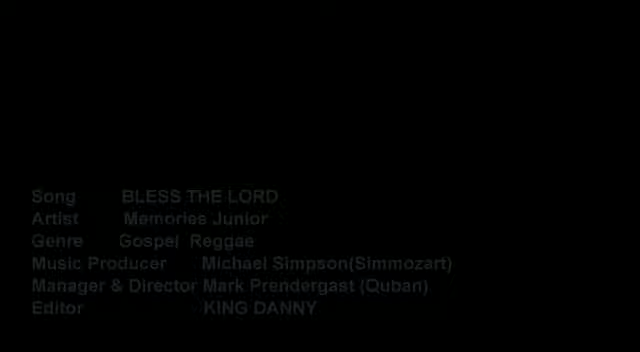 Song BLESS THE LORD
Artist Memories Junior
Genre Gospel Reggae
Music Producer Michael Simpson(Simmozart)
Manager & Director Mark Prendergast (Quban)
Editor KING DANNY